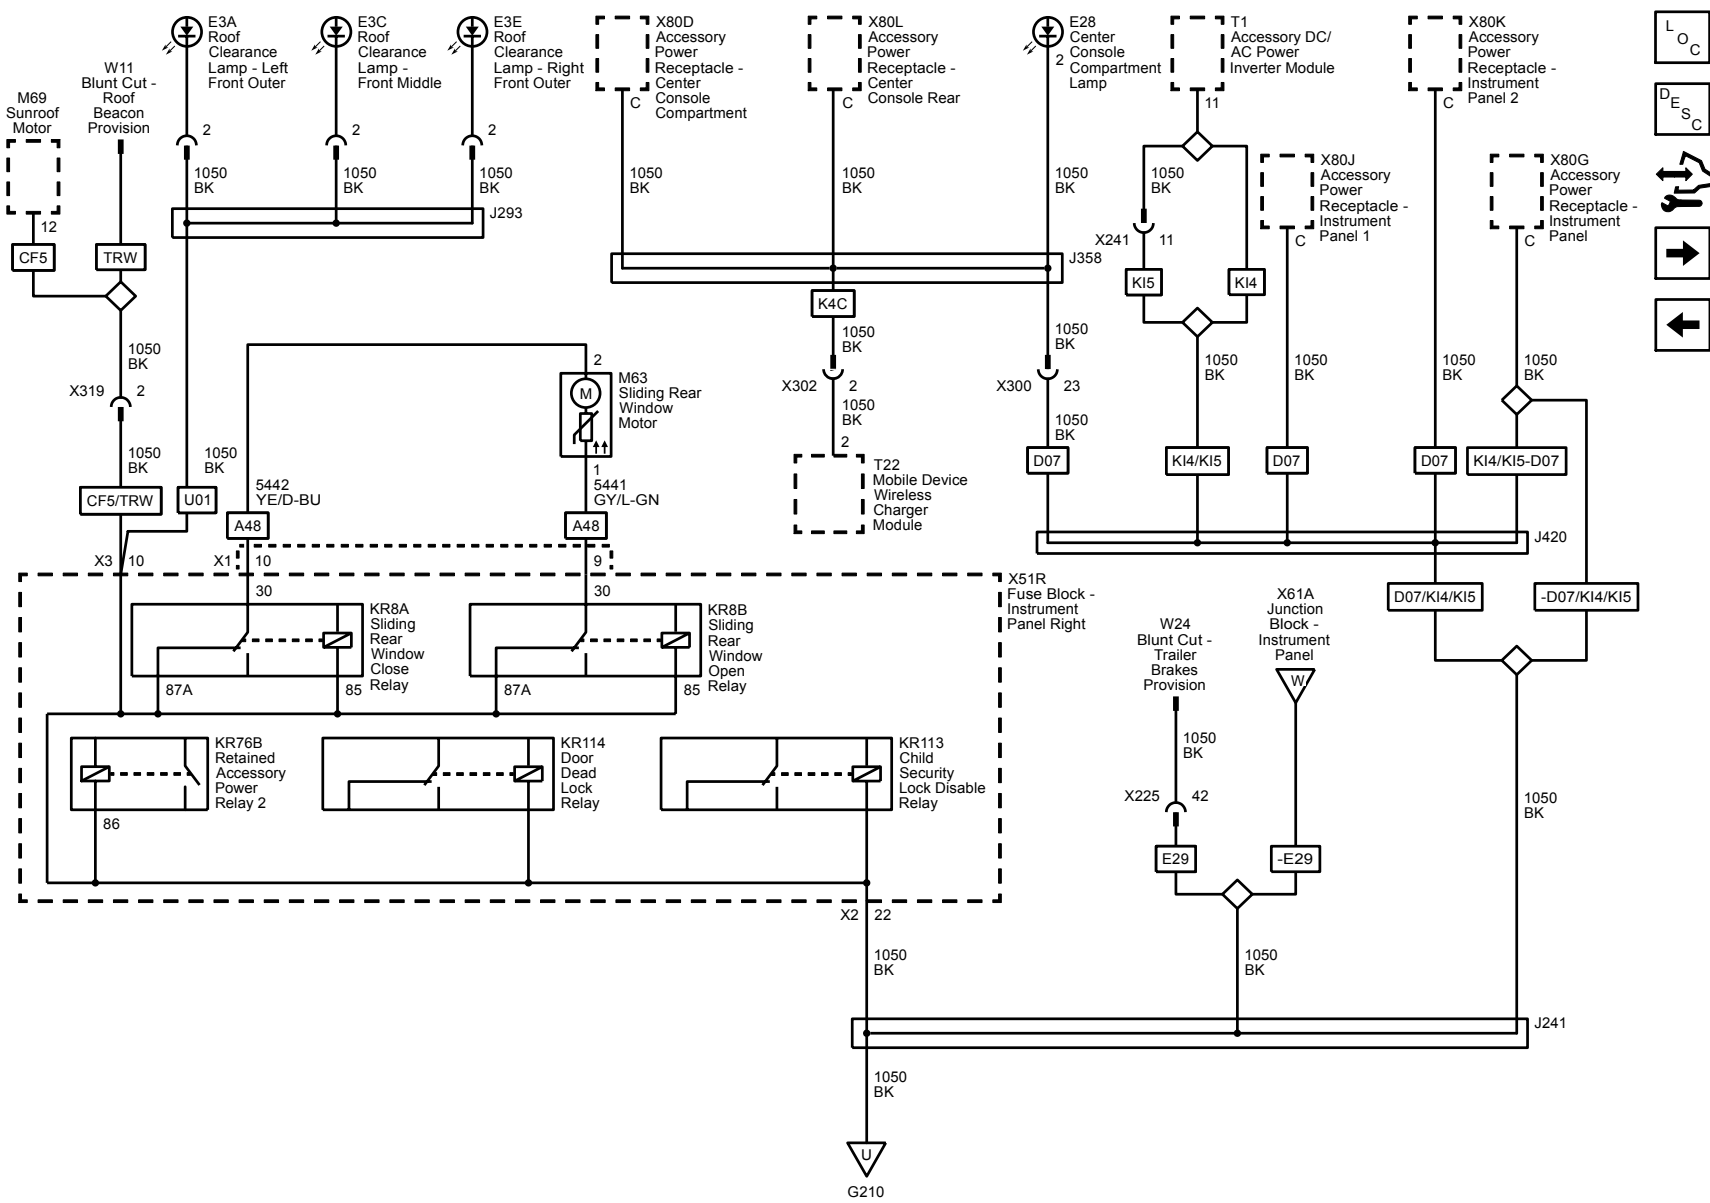 E3A
Roof
Clearance
Lamp - Left
Front Outer
E3C
Roof
Clearance
Lamp -
Front Middle
E3E
Roof
Clearance
Lamp - Right
Front Outer
X80D
Accessory
Power
Receptacle -
Center
Console
Compartment
X80L
Accessory
Power
Receptacle -
Center
Console Rear
E28
Center
Console
Compartment
Lamp
2
T1
Accessory DC/
AC Power
Inverter Module
X80K
Accessory
Power
Receptacle -
Instrument
Panel 2
L
O
C
D
E
S
C
W11
Blunt Cut -
Roof
Beacon
Provision
M69
Sunroof
Motor
C
C
11
C
2
2
2
1050
BK
1050
BK
1050
BK
1050
BK
1050
BK
1050
BK
1050
BK
X80J
Accessory
Power
Receptacle -
Instrument
Panel 1
X80G
Accessory
Power
Receptacle -
Instrument
Panel
J293
12
X241
11
C
C
CF5
TRW
J358
KI5
KI4
K4C
1050
BK
1050
BK
1050
BK
1050
BK
1050
BK
1050
BK
1050
BK
2
M63
Sliding Rear
Window
Motor
M
X319
2
X302
2
X300
23
1050
BK
1050
BK
2
1050
BK
1050
BK
1
D07
KI4/KI5
D07
D07
KI4/KI5-D07
T22
Mobile Device
Wireless
Charger
Module
5442
YE/D-BU
5441
GY/L-GN
CF5/TRW
U01
A48
A48
J420
X3
10
X1
10
9
X51R
Fuse Block -
Instrument
Panel Right
30
30
D07/KI4/KI5
-D07/KI4/KI5
KR8A
Sliding
Rear
Window
Close
Relay
KR8B
Sliding
Rear
Window
Open
Relay
W24
Blunt Cut -
Trailer
Brakes
Provision
X61A
Junction
Block -
Instrument
Panel
W
87A
85
87A
85
1050
BK
KR76B
Retained
Accessory
Power
Relay 2
KR114
Door
Dead
Lock
Relay
KR113
Child
Security
Lock Disable
Relay
X225
42
1050
BK
86
E29
-E29
X2
22
1050
BK
1050
BK
J241
1050
BK
U
G210